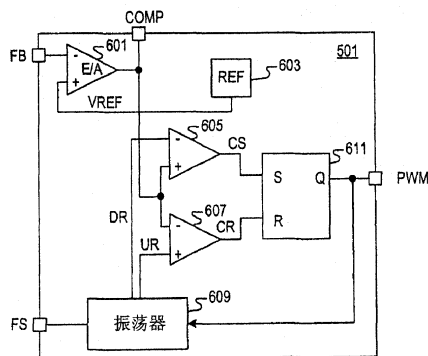 COMP
501
FB
- 601
E/A
+
REF 603
VREF
605
- CS
+
611
S Q PWM
607
- CR R
DR UR +
609
FS 振荡器